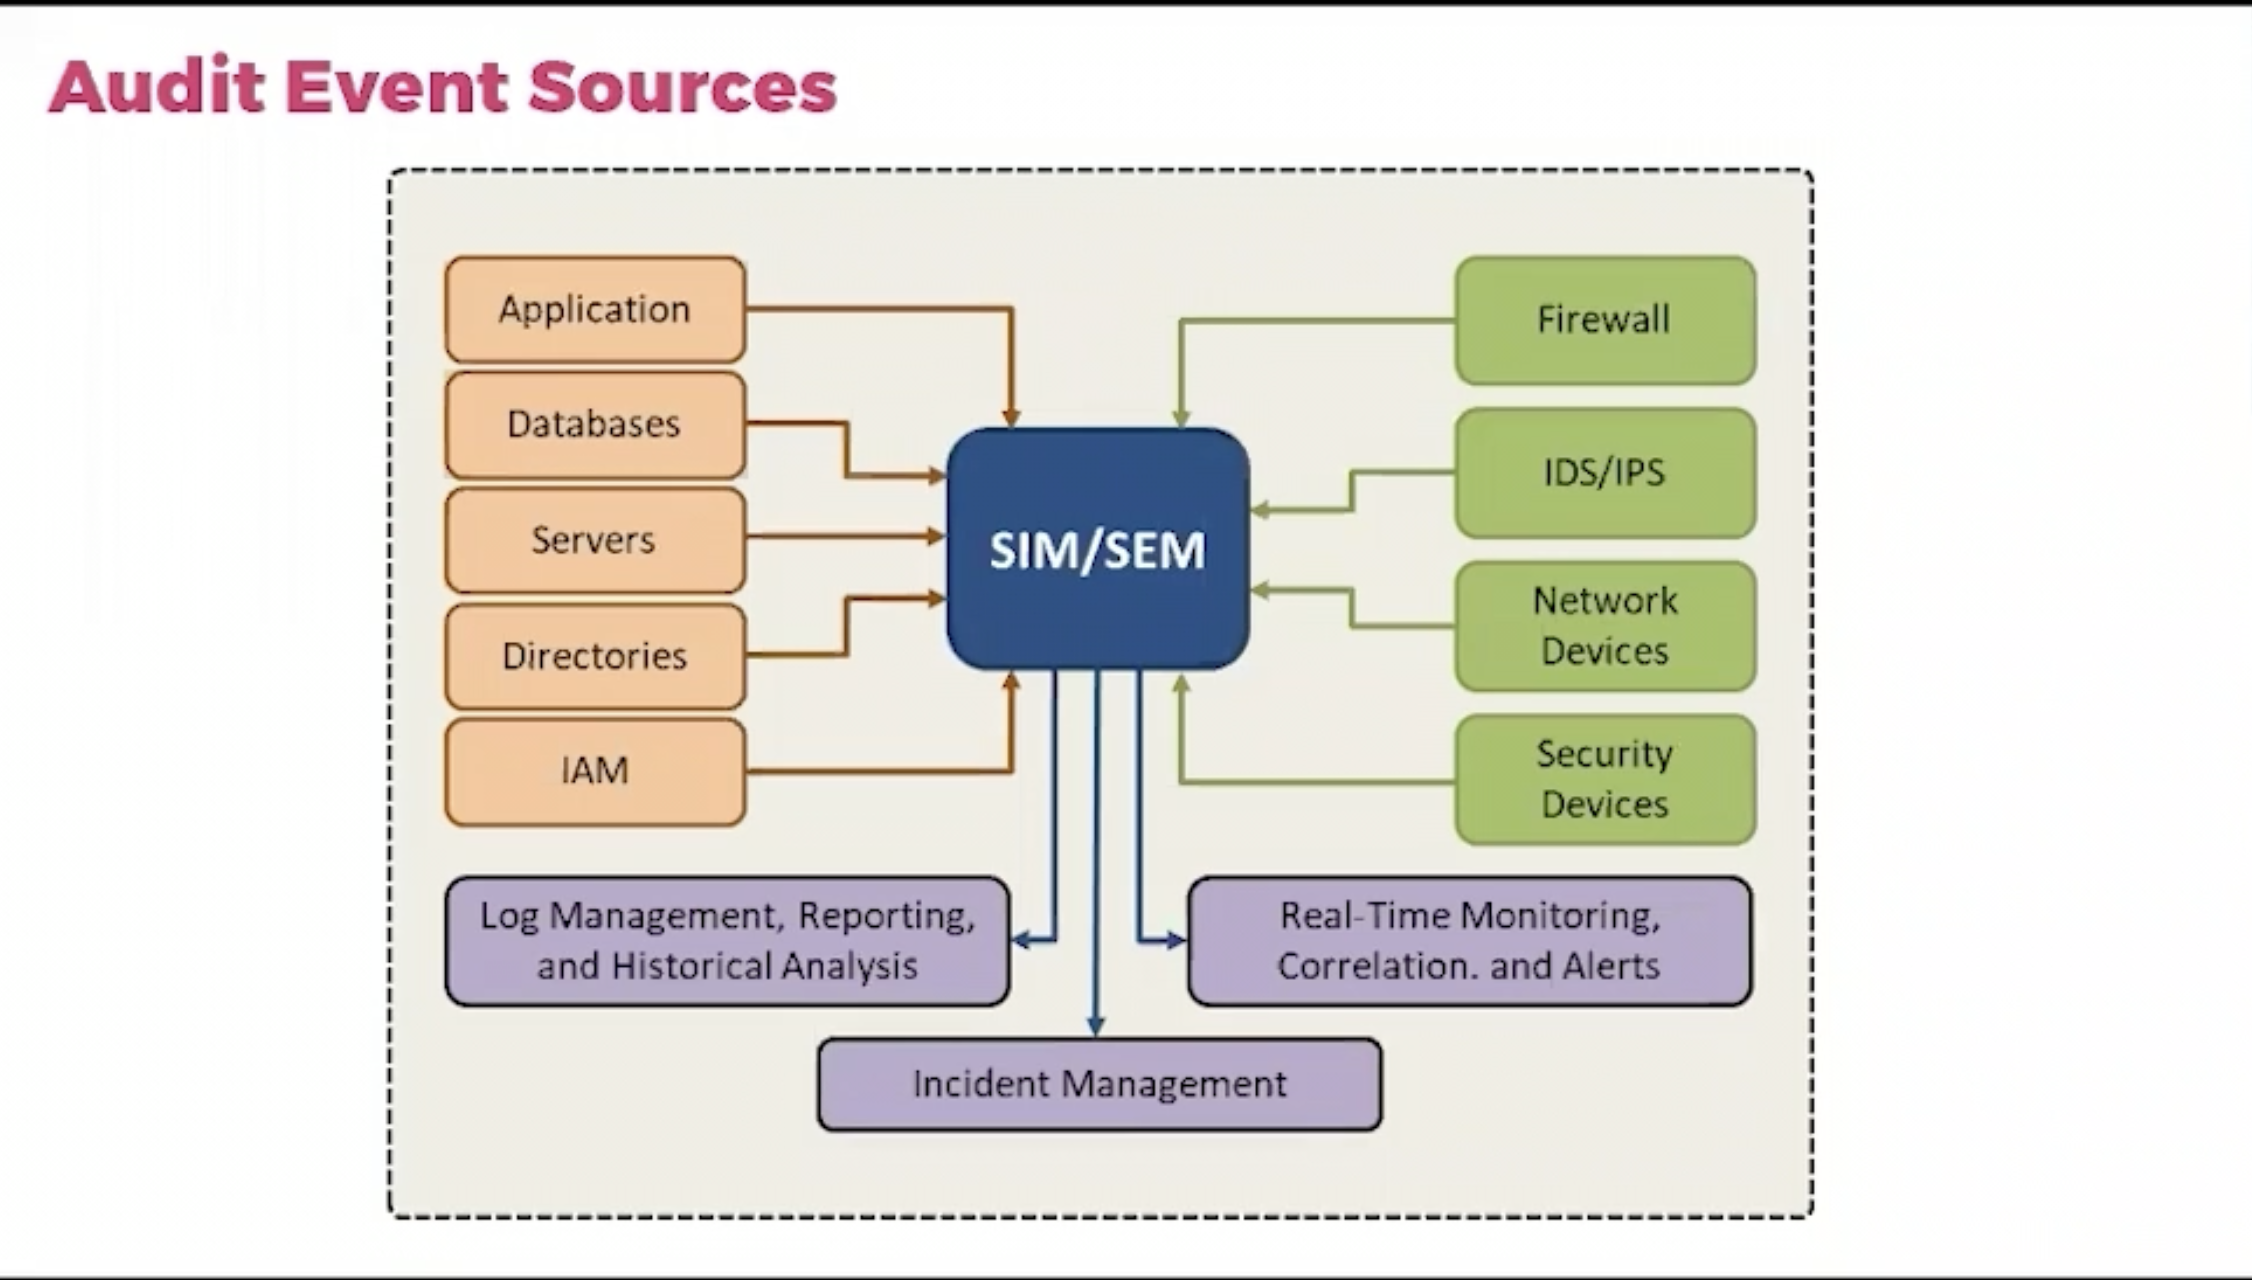 Audit Event Sources
Application
Databases
Servers
Directories
IAM
SIM/SEM
Firewall
IDS/IPS
Network
Devices
Security
Devices
Log Management, Reporting,
and Historical Analysis
Real-Time Monitoring,
Correlation. and Alerts
Incident Management